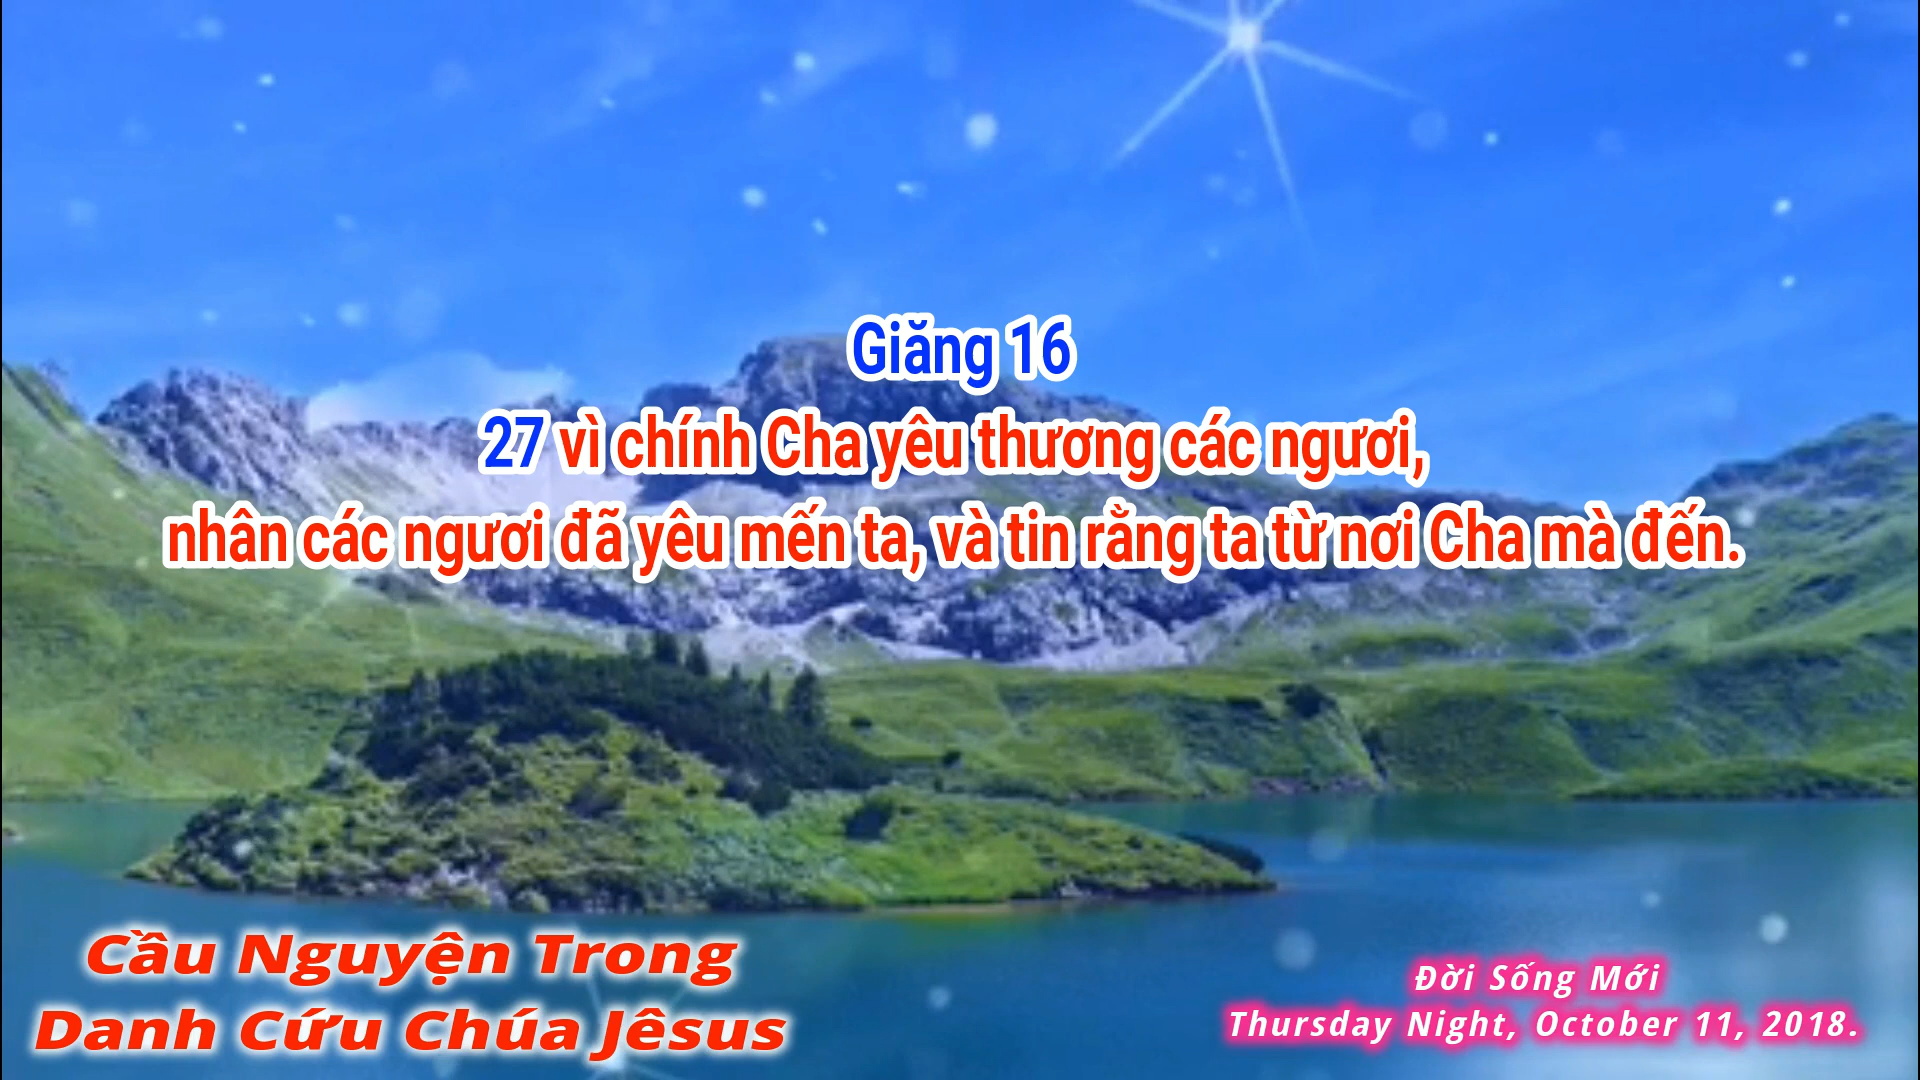 Giăng 16
27 vì chính Cha yêu thương các ngươi,
nhân các ngươi đã yêu mến ta, và tin rằng ta từ nơi Cha mà đến.
Cầu Nguyện Trong
Danh Cứu Chúa Jêsus
Đời Sống Mới
Thursday Night, October 11, 2018.